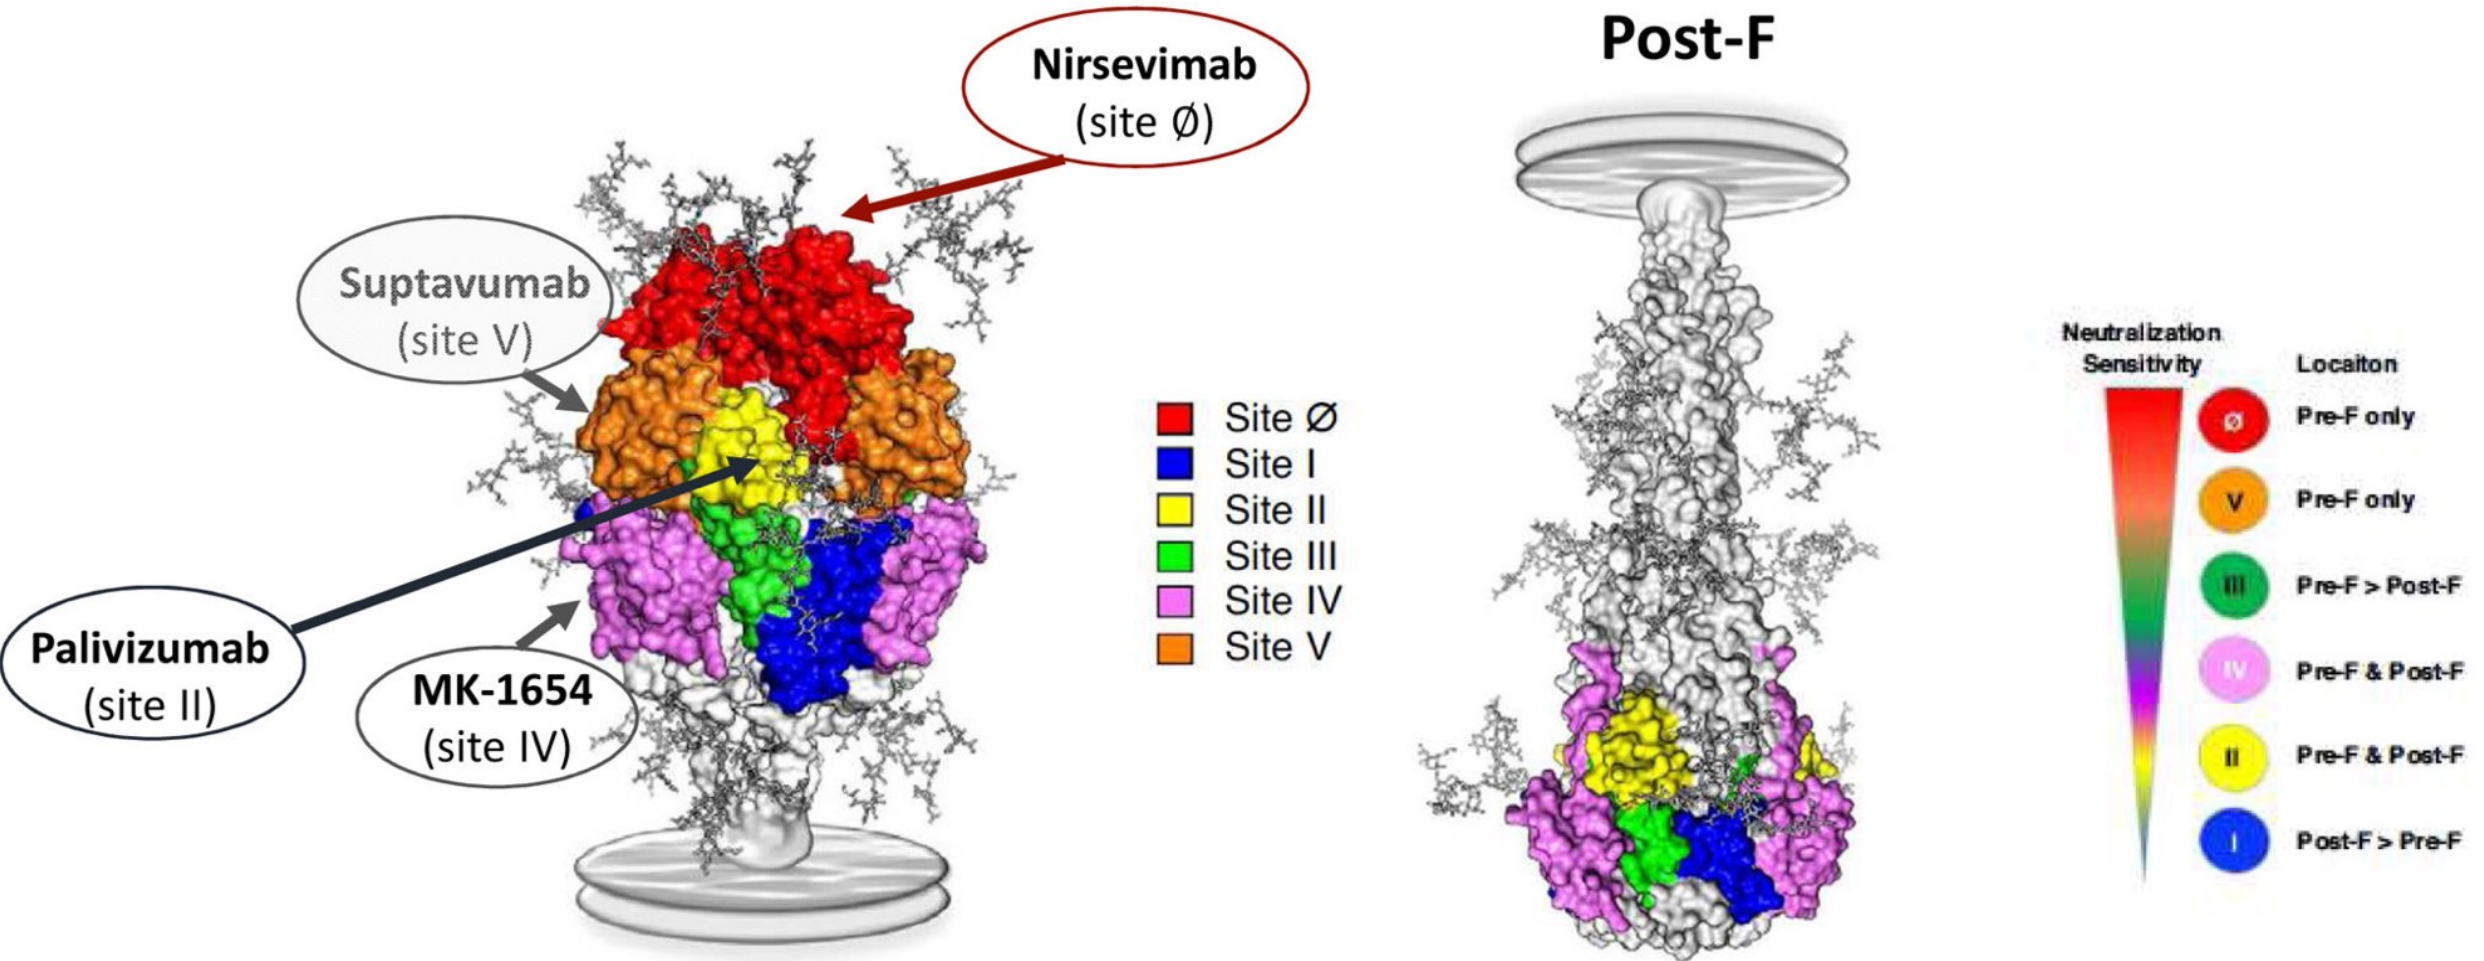 Nirsevimab
(site Ø)
Suptavumab
(site V)
Palivizumab
(site II)
MK-1654
(site IV)
Site Ø
Site I
Site II
Site III
Site IV
Site V
Post-F
Neutralization
Sensitivity
Locaiton
Ø Pre-F only
V Pre-F only
III Pre-F > Post-F
IV Pre-F & Post-F
II Pre-F & Post-F
I Post-F > Pre-F